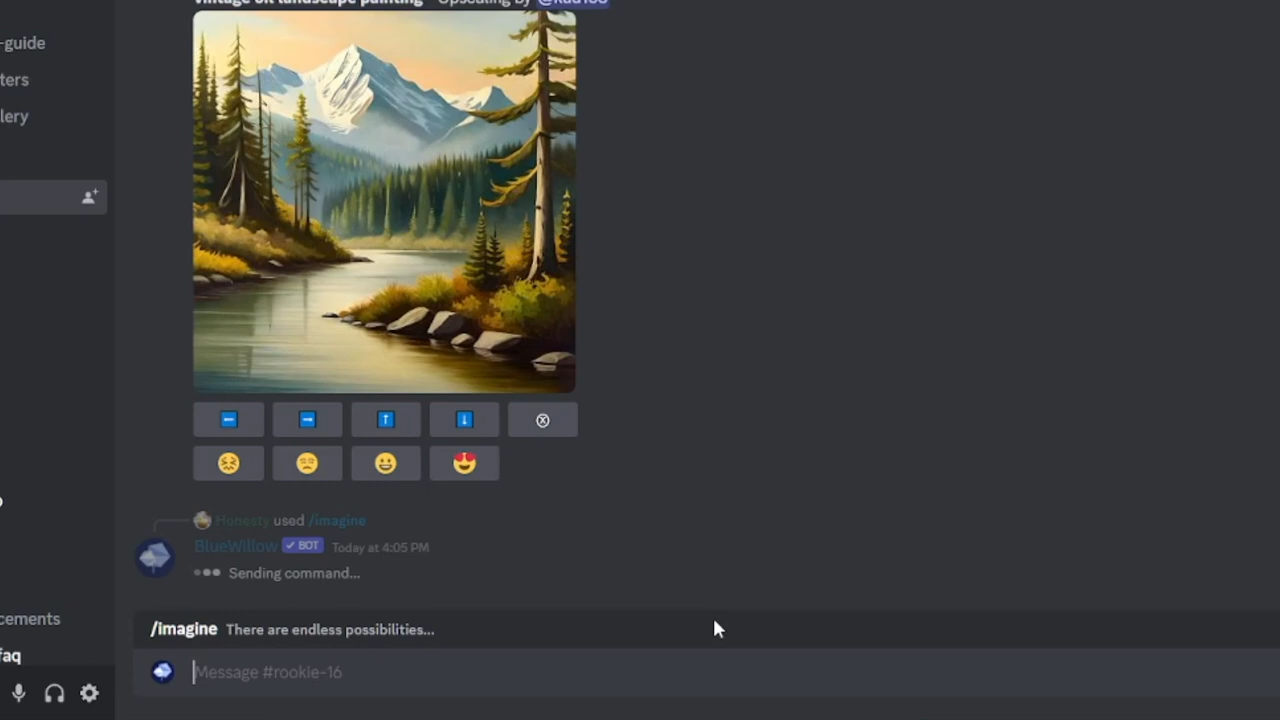 vintage oil landscape painting - Upscaling by
-guide
ters
lery
Honesty used /imagine
BlueWillow BOT Today at 4:05 PM
Sending command...
/imagine There are endless possibilities...
cements
faq
Message #rookie-16